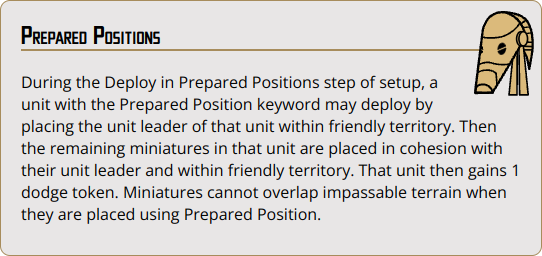 Prepared Positions
During the Deploy in Prepared Positions step of setup, a
unit with the Prepared Position keyword may deploy by
placing the unit leader of that unit within friendly territory. Then
the remaining miniatures in that unit are placed in cohesion with
their unit leader and within friendly territory. That unit then gains 1
dodge token. Miniatures cannot overlap impassable terrain when
they are placed using Prepared Position.